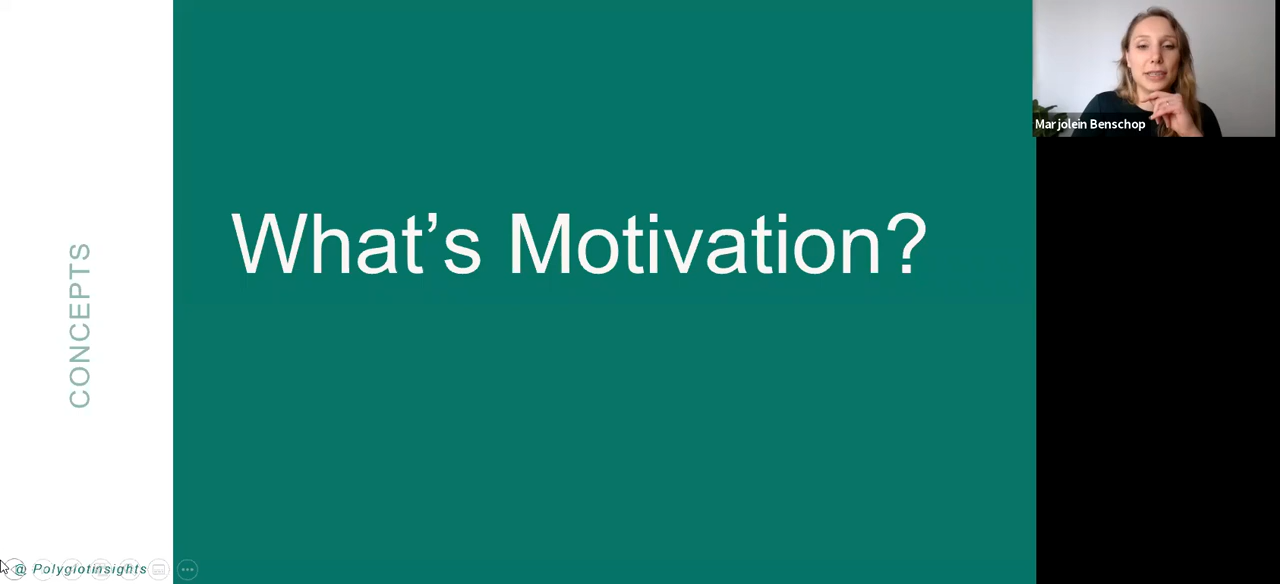 What’s Motivation?
CONCEPTS
Marjolein Benschop
@ Polyglotinsights